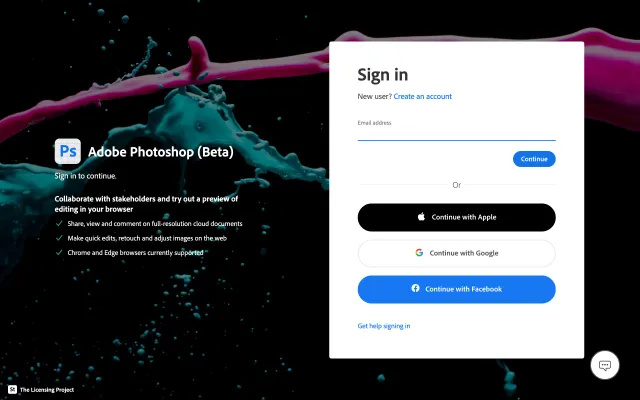 Ps Adobe Photoshop (Beta)
Sign in to continue.
Collaborate with stakeholders and try out a preview of
editing in your browser
Share, view and comment on full-resolution cloud documents
Make quick edits, retouch and adjust images on the web
Chrome and Edge browsers currently supported
Sign in
New user? Create an account
Email address
Continue
Or
Continue with Apple
Continue with Google
Continue with Facebook
Get help signing in
St The Licensing Project